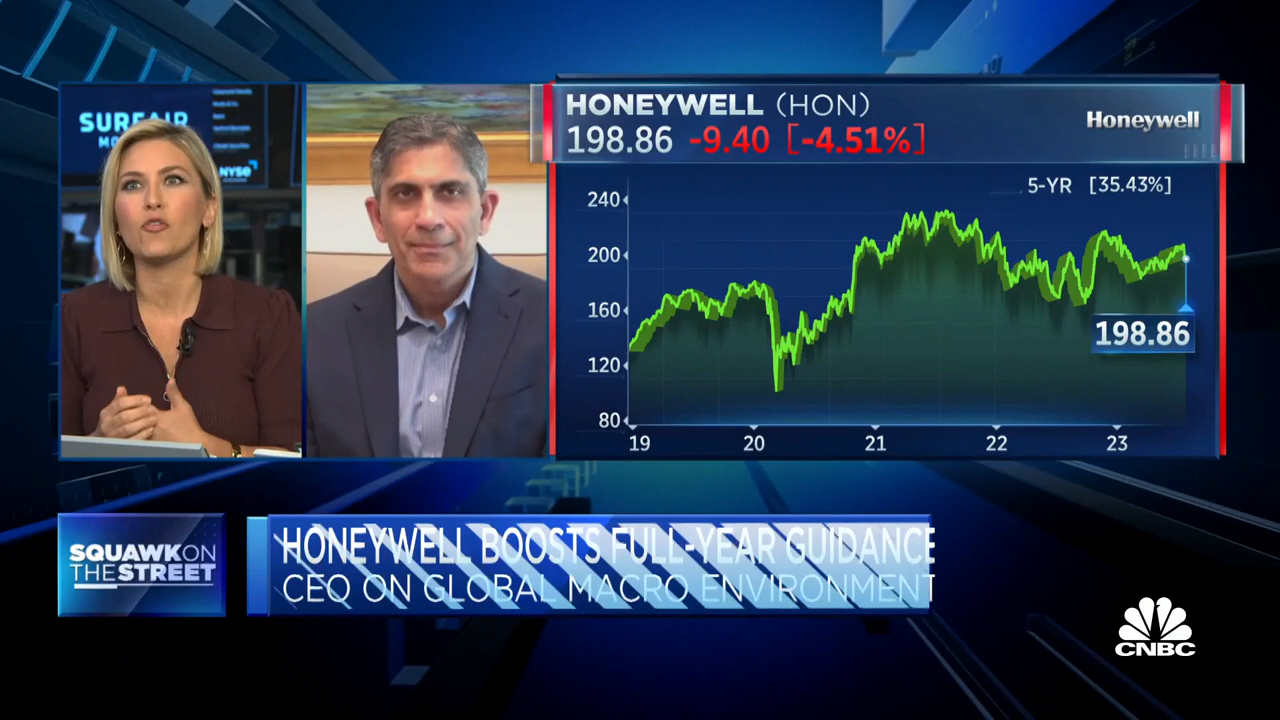 SURFAIR
NYSE
HONEYWELL (HON)
198.86 -9.40 [-4.51%]
Honeywell
5-YR [35.43%]
240
200
160
120
80
19 20 21 22 23
198.86
SQUAWK ON
THE STREET
HONEYWELL BOOSTS FULL-YEAR GUIDANCE
CEO ON GLOBAL MACRO ENVIRONMENT
CNBC